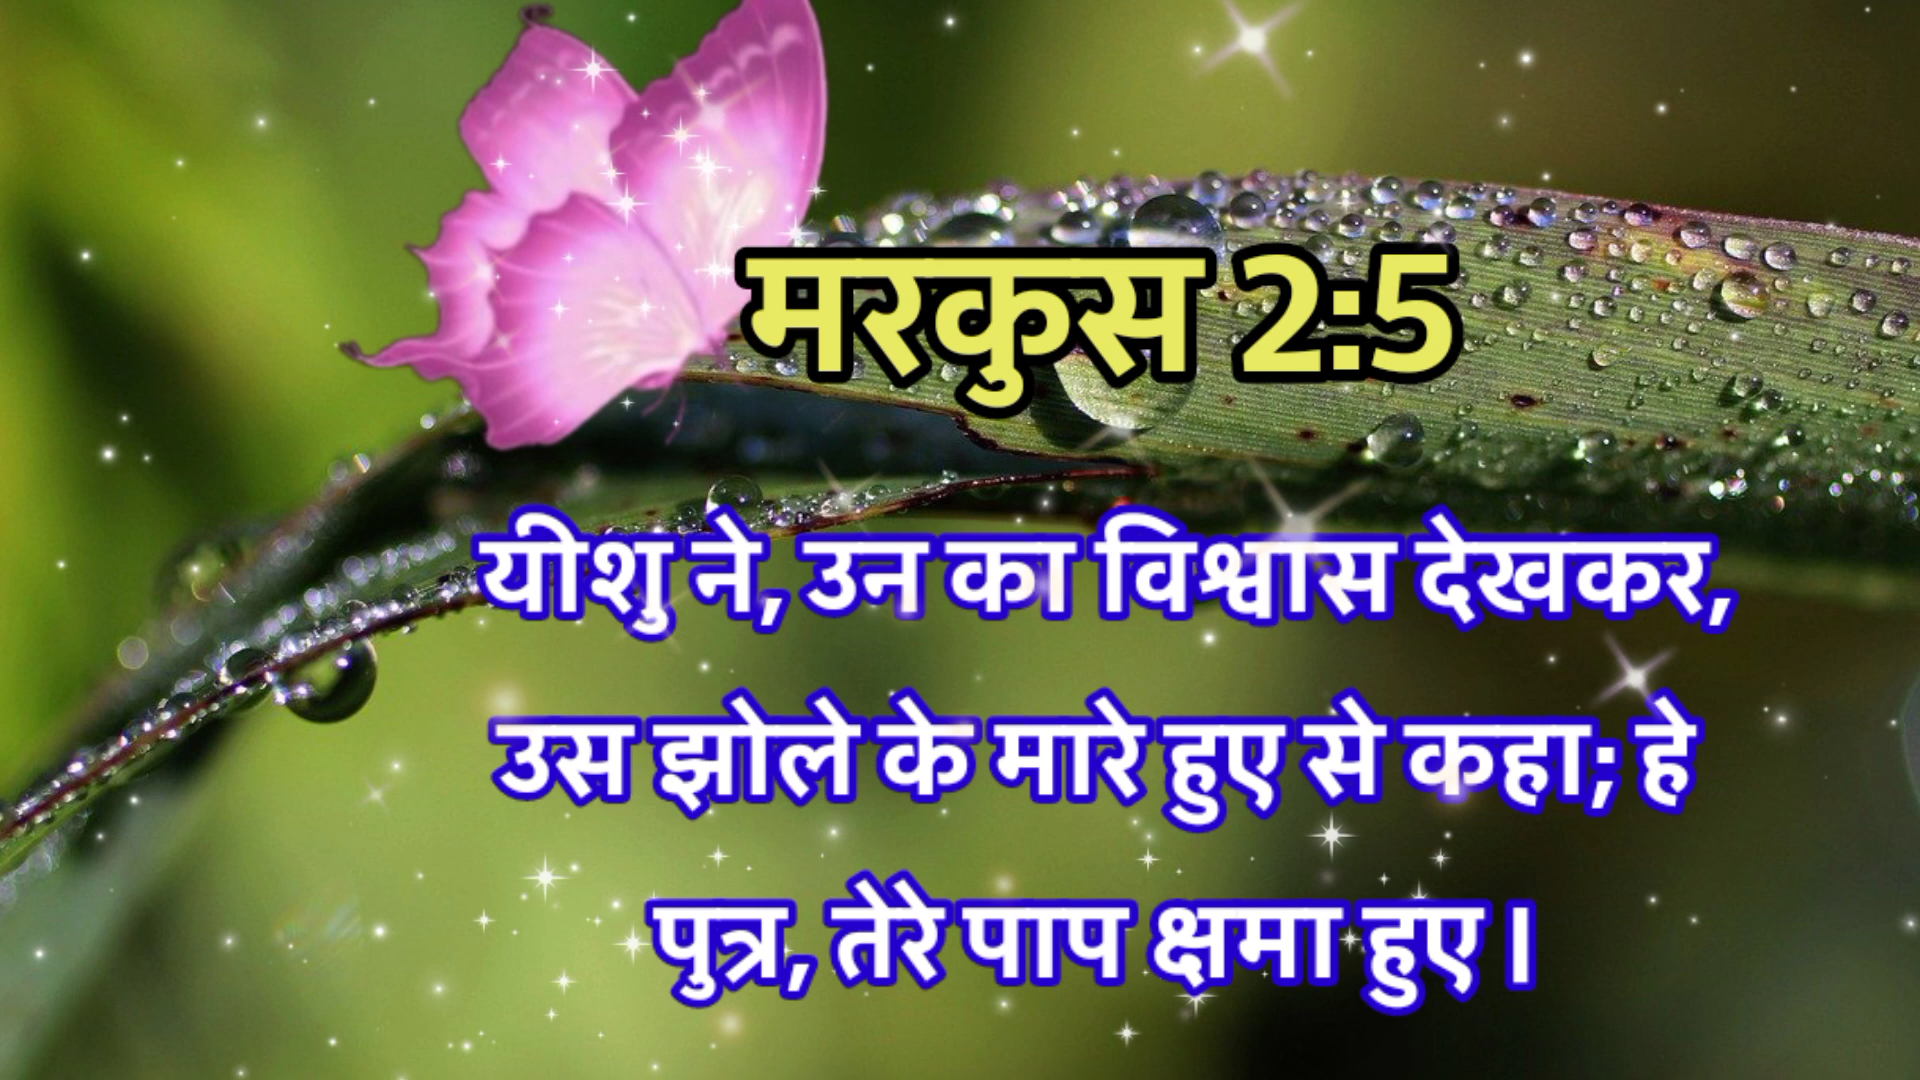 मरकुस 2:5
यीशु ने, उन का विश्वास देखकर,
उस झोले के मारे हुए से कहा; हे
पुत्र, तेरे पाप क्षमा हुए।